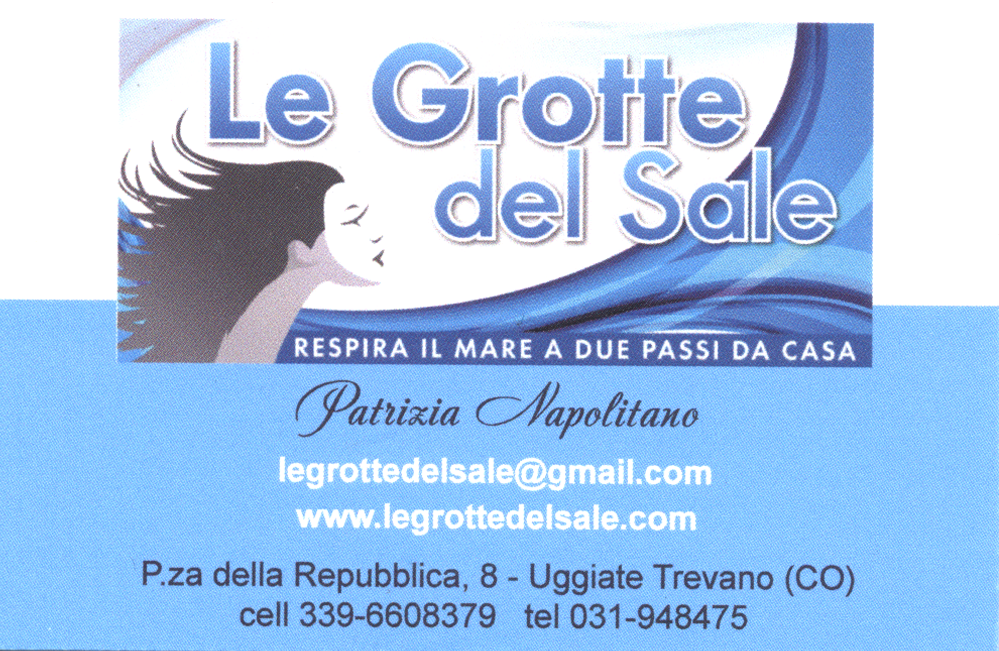 Le Grotte
del Sale
RESPIRA IL MARE A DUE PASSI DA CASA
Patrizia Napolitano
legrottedelsale@gmail.com
www.legrottedelsale.com
P.za della Repubblica, 8 - Uggiate Trevano (CO)
cell 339-6608379 tel 031-948475